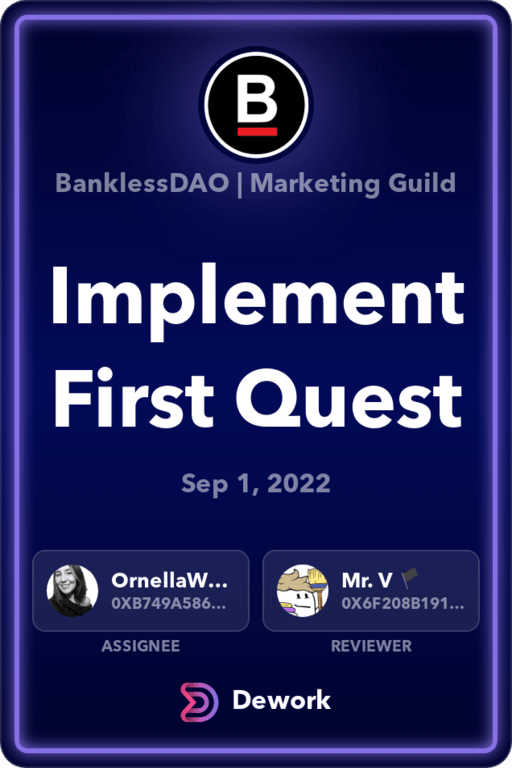 B
BanklessDAO | Marketing Guild
Implement
First Quest
Sep 1, 2022
OrnellaW...
0XB749A586...
ASSIGNEE
Mr. V 🏴
0X6F208B191...
REVIEWER
Dework